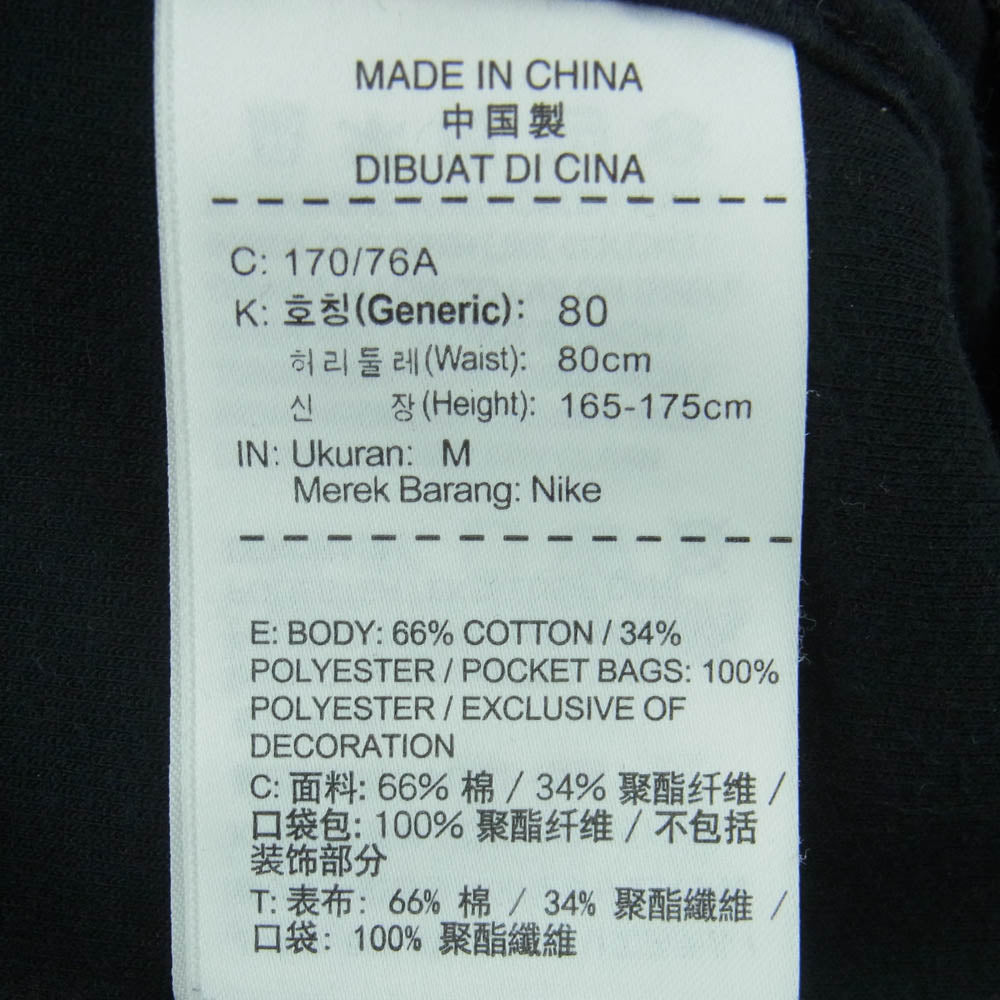 MADE IN CHINA
中国製
DIBUAT DI CINA
C: 170/76A
K: 호칭(Generic): 80
허리둘레(Waist): 80cm
신 장(Height): 165-175cm
IN: Ukuran: M
Merek Barang: Nike
E: BODY: 66% COTTON / 34%
POLYESTER / POCKET BAGS: 100%
POLYESTER / EXCLUSIVE OF
DECORATION
C: 面料: 66% 棉 / 34% 聚酯纤维 /
口袋包: 100% 聚酯纤维 / 不包括
装饰部分
T: 表布: 66% 棉 / 34% 聚酯纖維 /
口袋: 100% 聚酯纖維